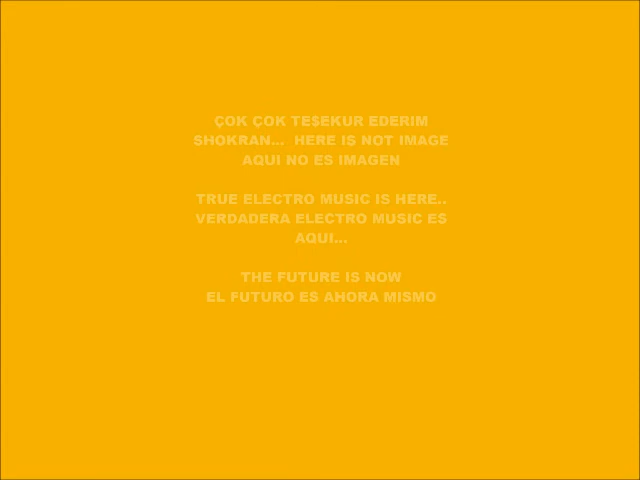 ÇOK ÇOK TEŞEKUR EDERIM
SHOKRAN...  HERE IS NOT IMAGE
AQUI NO ES IMAGEN
TRUE ELECTRO MUSIC IS HERE..
VERDADERA ELECTRO MUSIC ES
AQUI...
THE FUTURE IS NOW
EL FUTURO ES AHORA MISMO